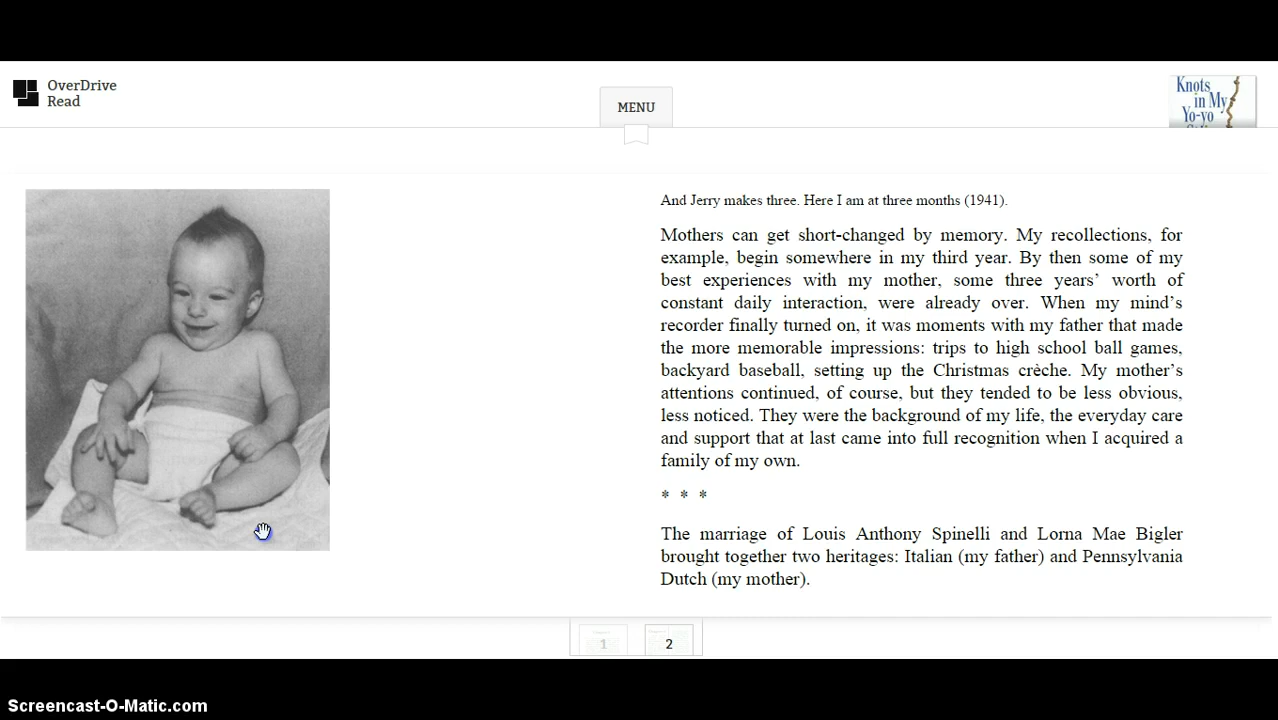 OverDrive
Read
MENU
Knots
in My
Yo-yo
And Jerry makes three. Here I am at three months (1941).
Mothers can get short-changed by memory. My recollections, for
example, begin somewhere in my third year. By then some of my
best experiences with my mother, some three years’ worth of
constant daily interaction, were already over. When my mind’s
recorder finally turned on, it was moments with my father that made
the more memorable impressions: trips to high school ball games,
backyard baseball, setting up the Christmas crèche. My mother’s
attentions continued, of course, but they tended to be less obvious,
less noticed. They were the background of my life, the everyday care
and support that at last came into full recognition when I acquired a
family of my own.
* * *
The marriage of Louis Anthony Spinelli and Lorna Mae Bigler
brought together two heritages: Italian (my father) and Pennsylvania
Dutch (my mother).
1
2
Screencast-O-Matic.com